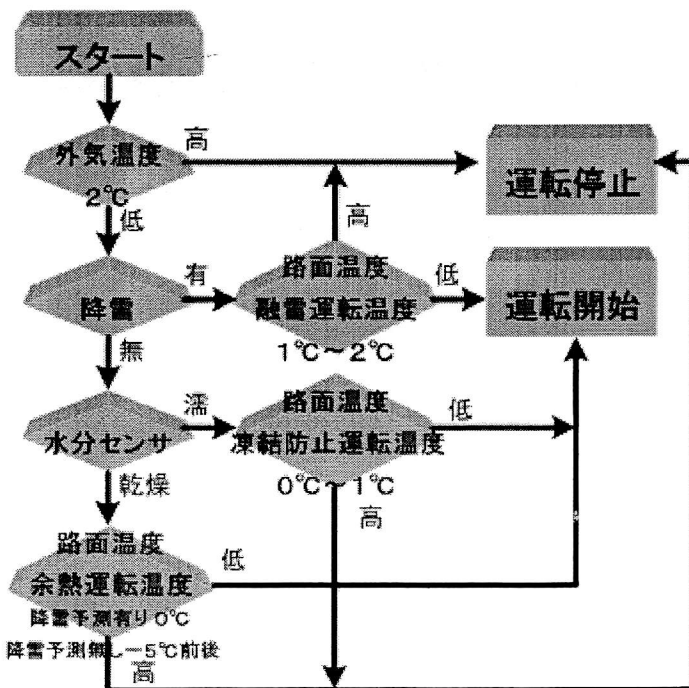 スタート
外気温度
2℃
高
運転停止
低
高
降雪
有
路面温度
融雪運転温度
1℃～2℃
低
運転開始
無
水分センサ
濡
路面温度
凍結防止運転温度
0℃～1℃
低
高
乾燥
路面温度
余熱運転温度
降雪予測有り0℃
降雪予測無し－5℃前後
低
高